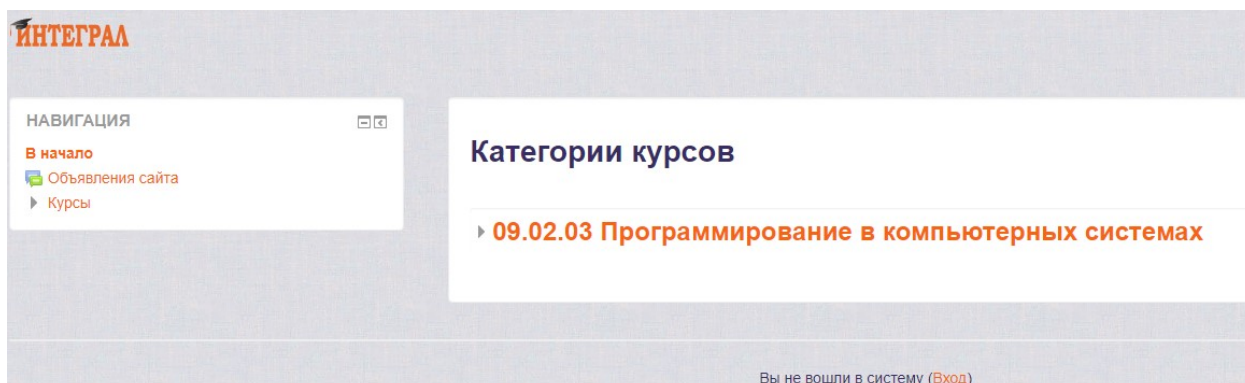 ИНТЕГРАЛ
НАВИГАЦИЯ
В начало
Объявления сайта
Курсы
Категории курсов
09.02.03 Программирование в компьютерных системах
Вы не вошли в систему (Вход)